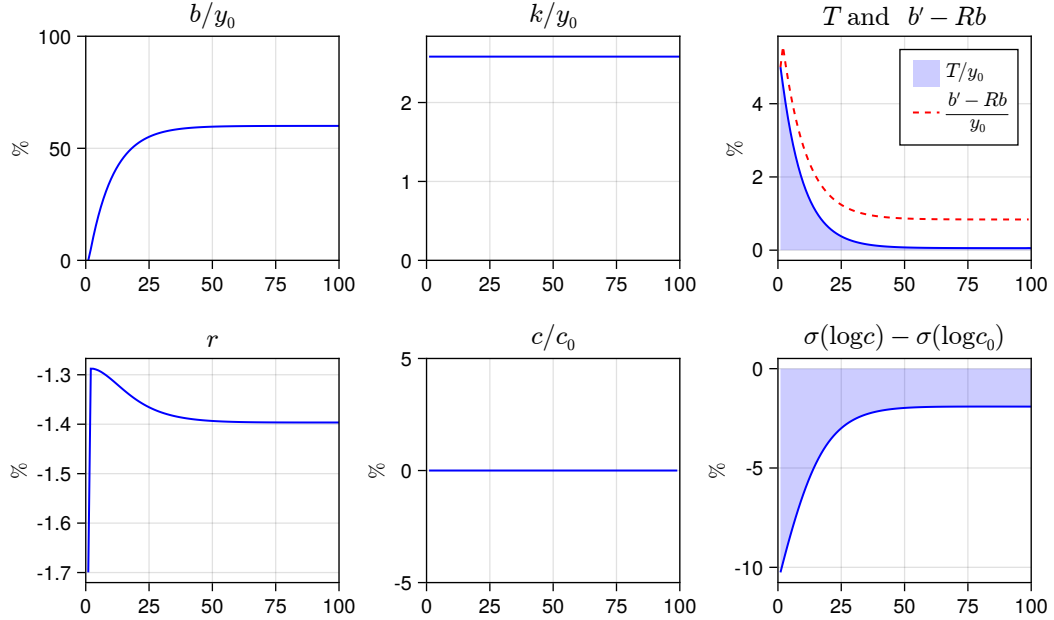 b/y₀
k/y₀
T and b′ − Rb
100
50
0
%
0 25 50 75 100
2
1
0
0 25 50 75 100
4
2
0
%
0 25 50 75 100
T/y₀
b′ − Rb
y₀
r
c/c₀
σ(logc) − σ(logc₀)
-1.3
-1.4
-1.5
-1.6
-1.7
%
0 25 50 75 100
5
0
-5
%
0 25 50 75 100
0
-5
-10
%
0 25 50 75 100